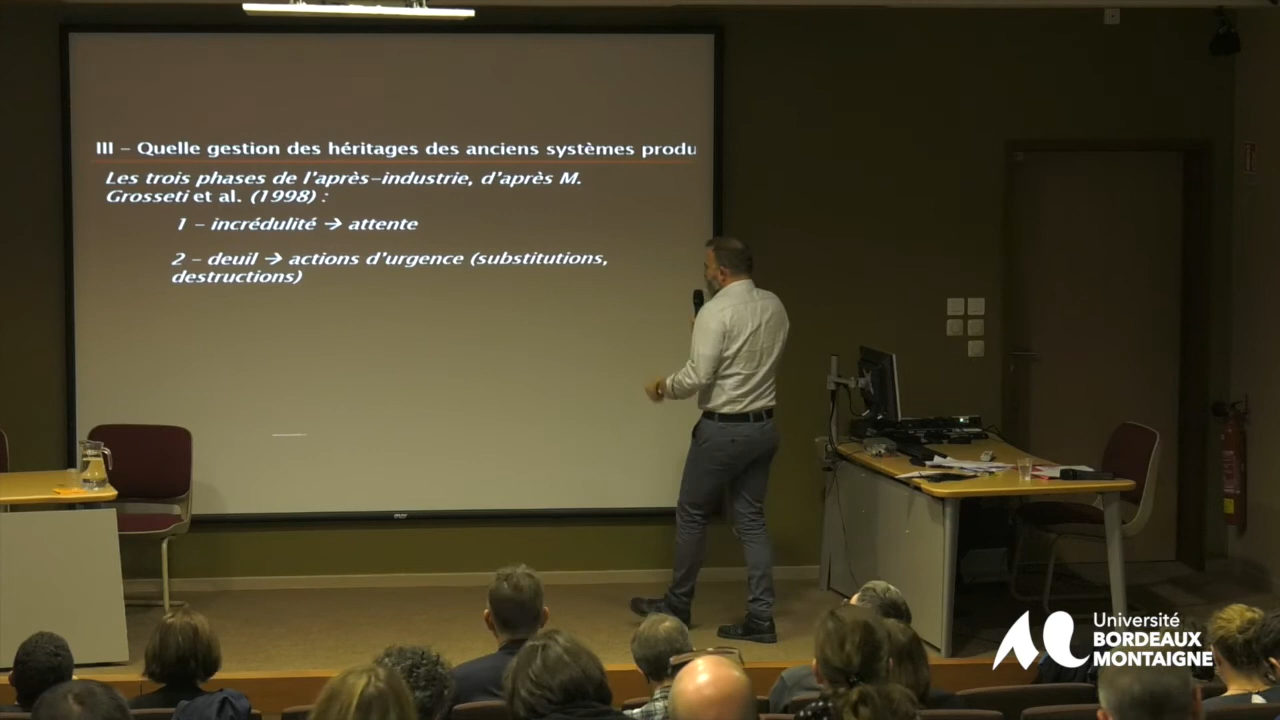 III – Quelle gestion des héritages des anciens systèmes produ
Les trois phases de l'après-industrie, d'après M.
Grosseti et al. (1998) :
1 – incrédulité → attente
2 – deuil → actions d'urgence (substitutions,
destructions)
Université
BORDEAUX
MONTAIGNE